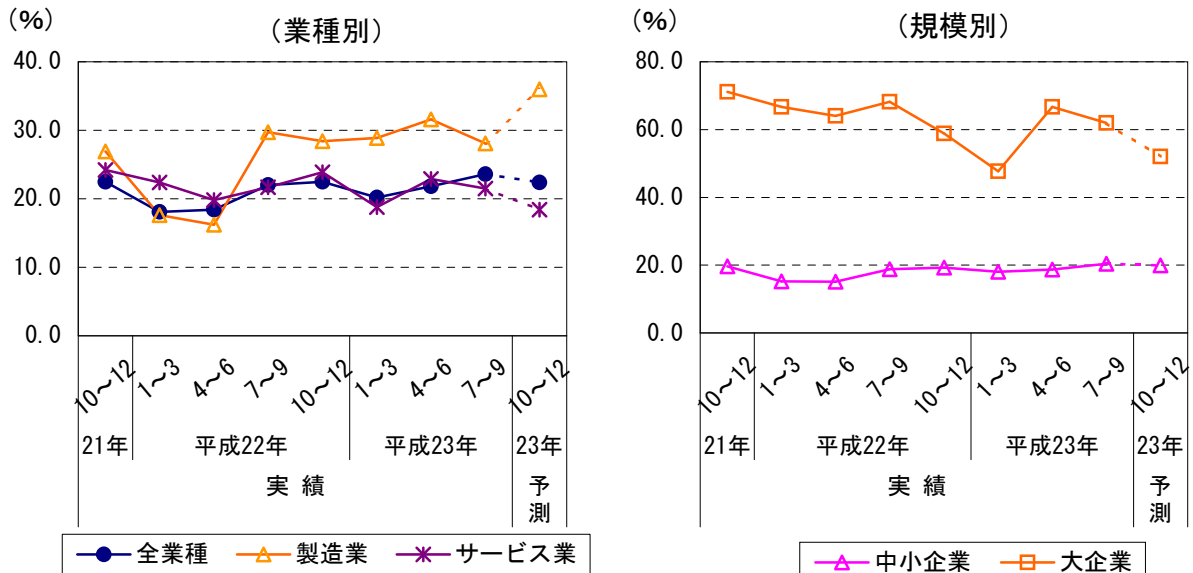 (%)
(業種別)
40.0
30.0
20.0
10.0
0.0
10~12
1~3
4~6
7~9
10~12
1~3
4~6
7~9
10~12
21年
平成22年
平成23年
23年
実 績
予
測
全業種
製造業
サービス業
(%)
(規模別)
80.0
60.0
40.0
20.0
0.0
10~12
1~3
4~6
7~9
10~12
1~3
4~6
7~9
10~12
21年
平成22年
平成23年
23年
実 績
予
測
中小企業
大企業